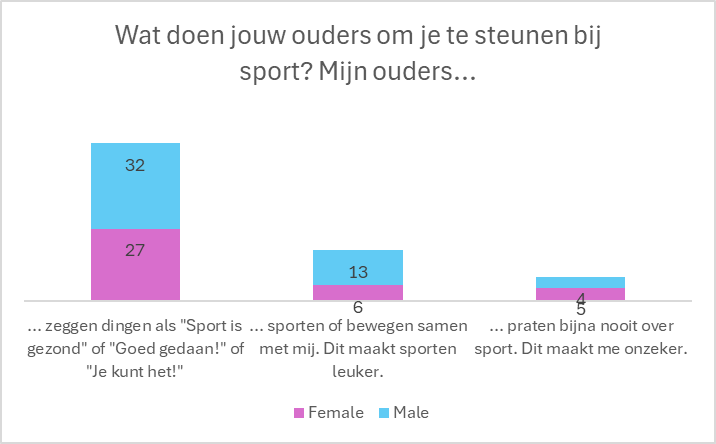 Wat doen jouw ouders om je te steunen bij
sport? Mijn ouders...
32
27
13
6
4
5
... zeggen dingen als "Sport is
gezond" of "Goed gedaan!" of
"Je kunt het!"
... sporten of bewegen samen
met mij. Dit maakt sporten
leuker.
... praten bijna nooit over
sport. Dit maakt me onzeker.
Female
Male